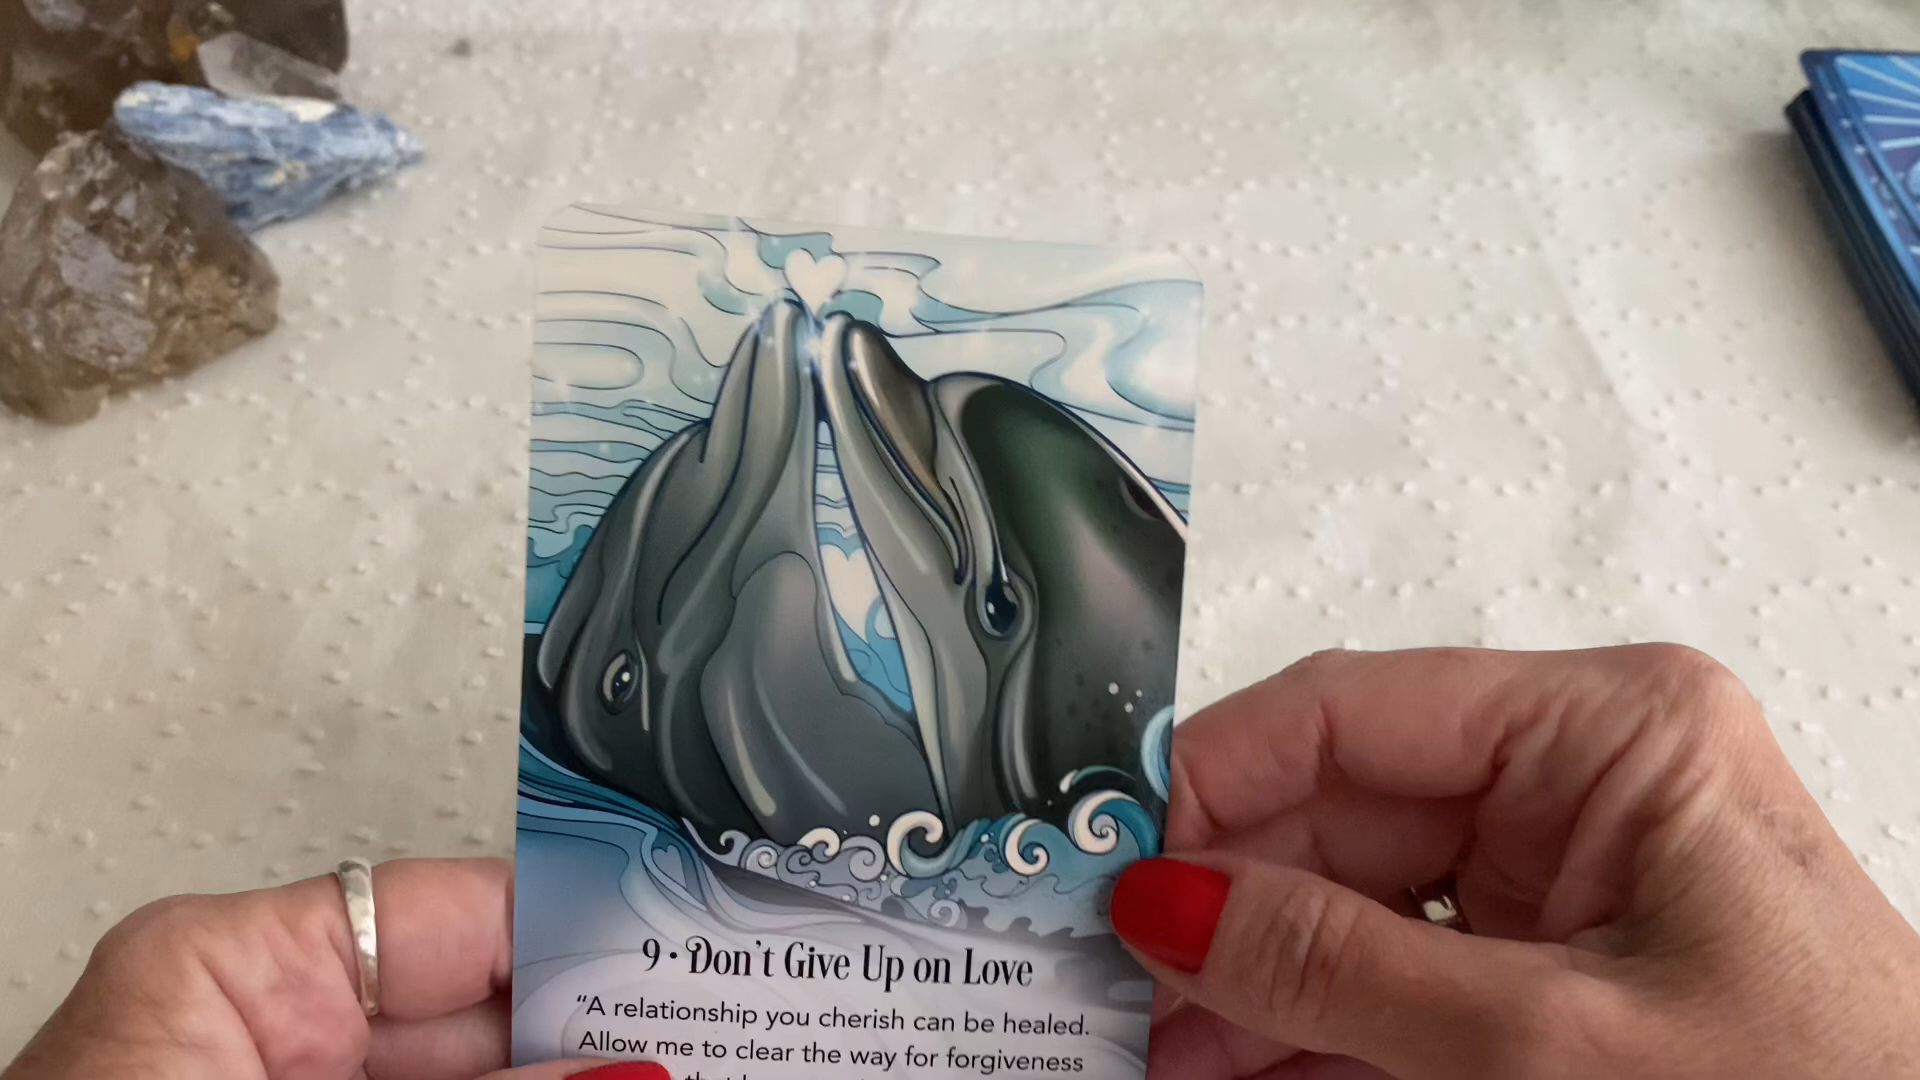 9 • Don't Give Up on Love
"A relationship you cherish can be healed.
Allow me to clear the way for forgiveness